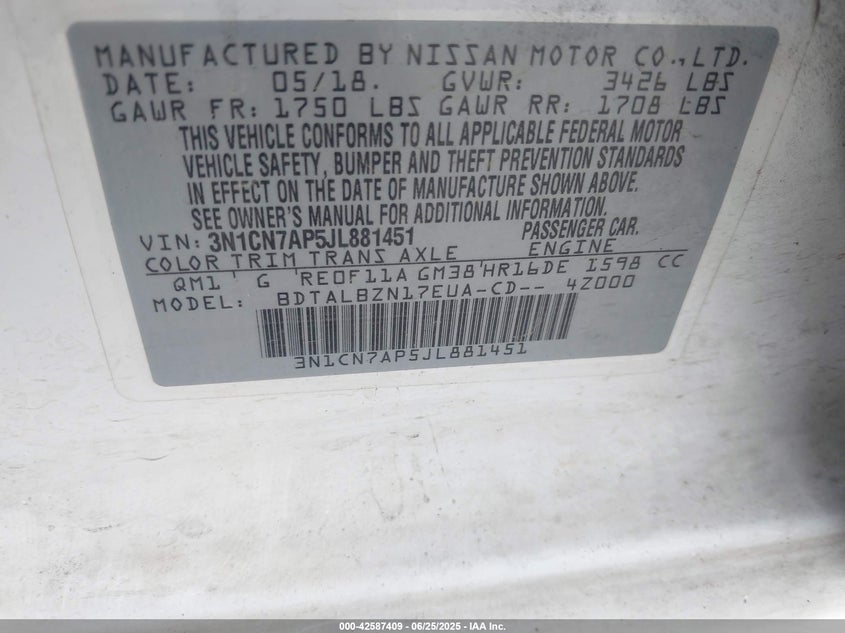 MANUFACTURED BY NISSAN MOTOR CO., LTD.
DATE: 05/18. GVWR: 3426 LBS
GAWR FR: 1750 LBS GAWR RR: 1708 LBS
THIS VEHICLE CONFORMS TO ALL APPLICABLE FEDERAL MOTOR
VEHICLE SAFETY, BUMPER AND THEFT PREVENTION STANDARDS
IN EFFECT ON THE DATE OF MANUFACTURE SHOWN ABOVE.
SEE OWNER'S MANUAL FOR ADDITIONAL INFORMATION.
VIN: 3N1CN7AP5JL881451 PASSENGER CAR.
COLOR TRIM TRANS AXLE ENGINE
QM1 ' G 'RE0F11A GM38'HR16DE 1598 CC
MODEL: BDTALBZN17EUA-CD-- 4Z000
3N1CN7AP5JL881451
000-42587409 - 06/25/2025 - IAA Inc.